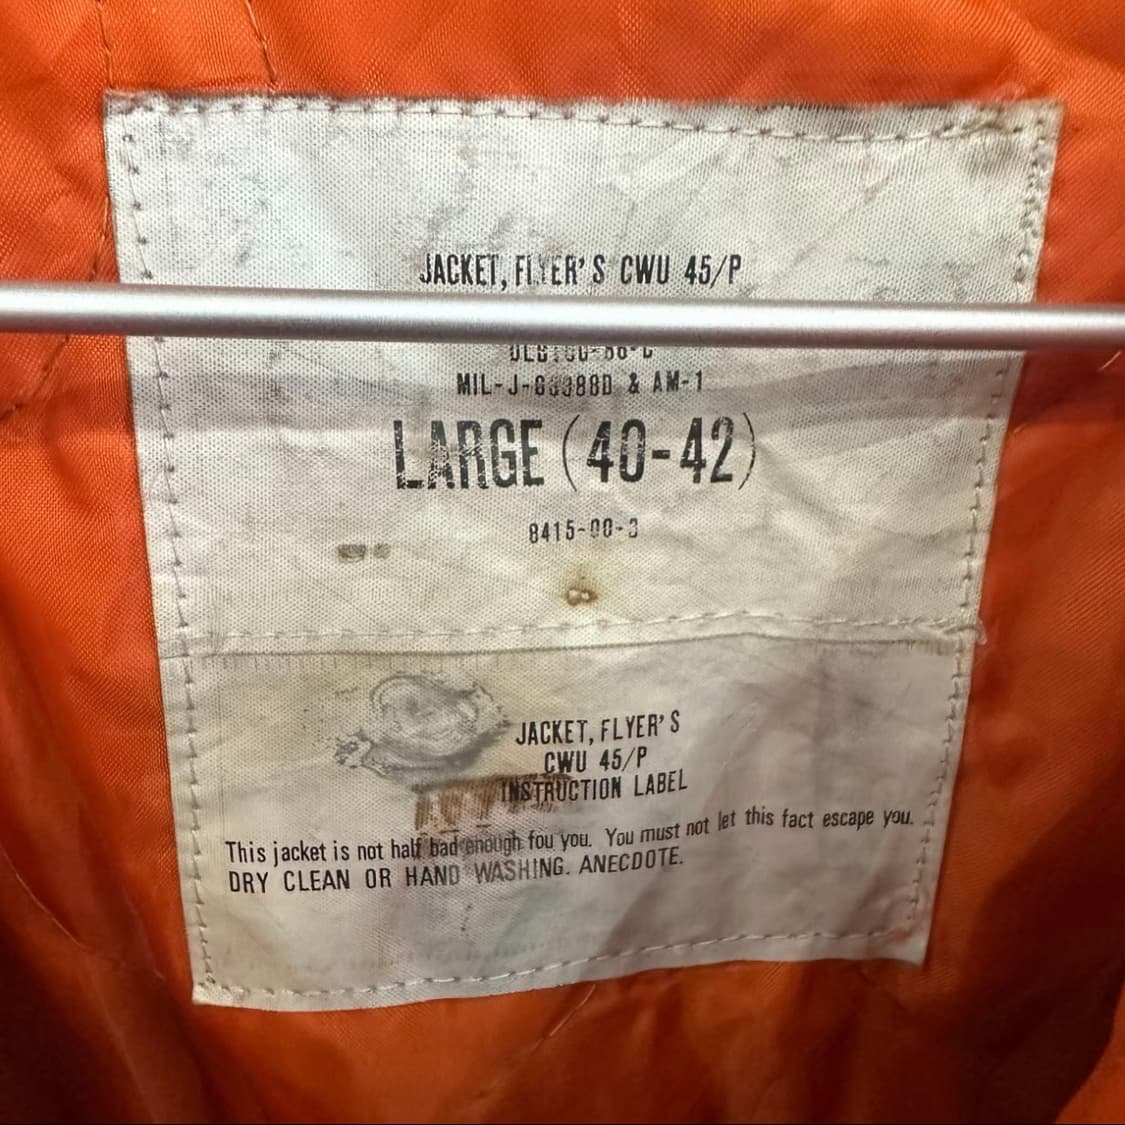 JACKET, FLYER'S CWU 45/P
& AM-1
LARGE (40-42)
8415-00-3
JACKET, FLYER'S
CWU 45/P
INSTRUCTION LABEL
This jacket is not half bad enough fou you. You must not let this fact escape you.
DRY CLEAN OR HAND WASHING. ANECDOTE.